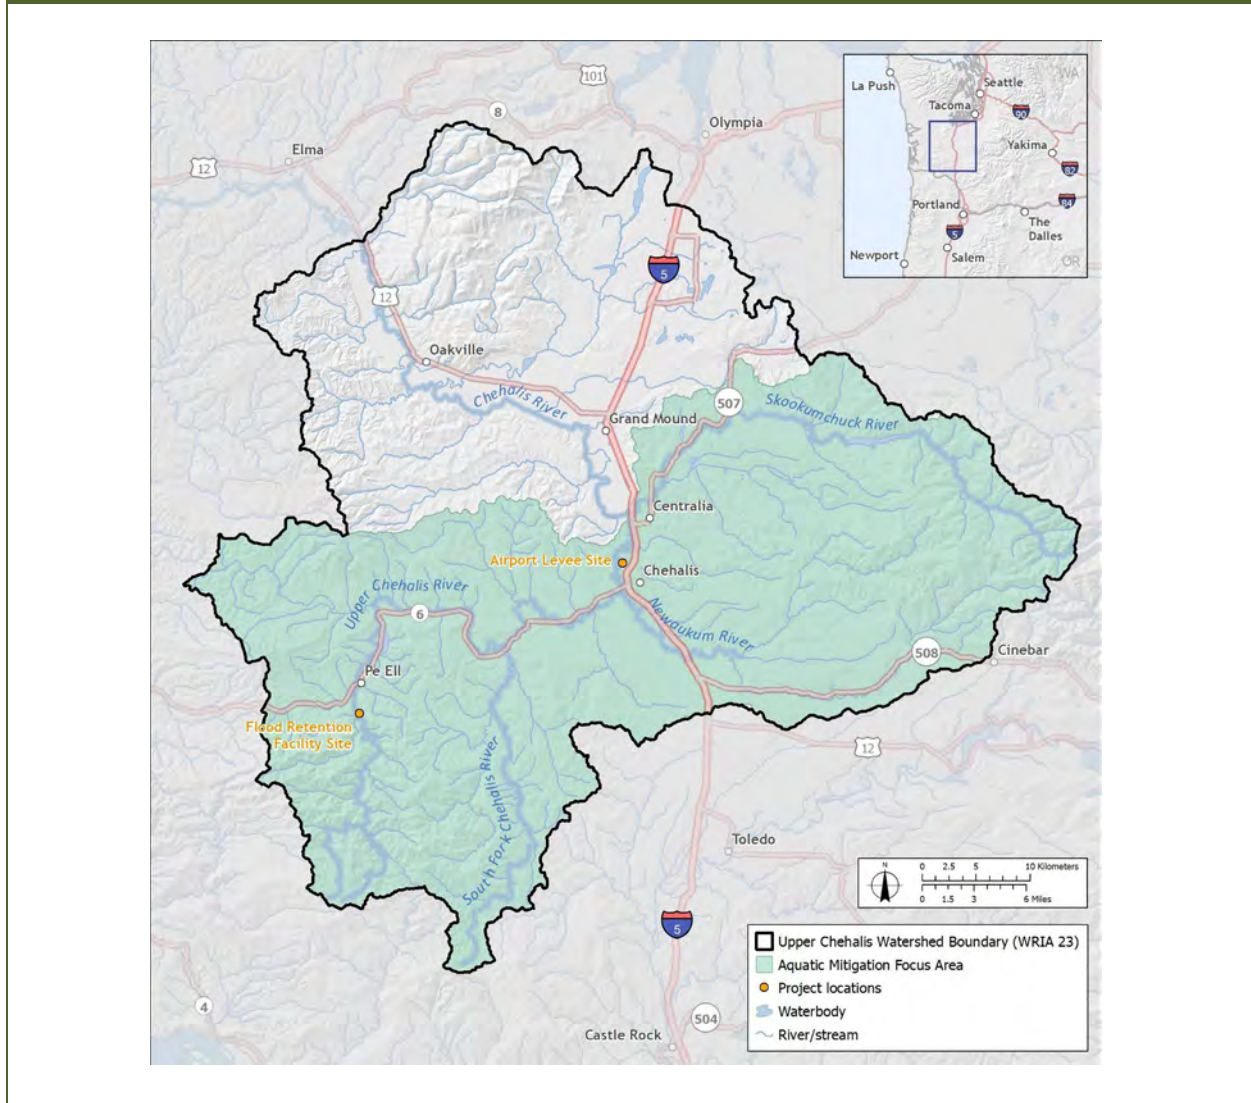 101
8
Olympia
Elma
12
La Push
WA
Seattle
Tacoma
90
Yakima
82
Portland
84
The
Dalles
5
Newport
Salem
OR
5
12
Oakville
Chehalis River
Grand Mound
507
Skookumchuck River
Centralia
Airport Levee Site
Chehalis
Upper Chehalis River
6
Newaukum River
508
Cinebar
Pe Ell
Flood Retention
Facility Site
12
South Fork Chehalis River
Toledo
N
0 2.5 5 10 Kilometers
0 1.5 3 6 Miles
5
Upper Chehalis Watershed Boundary (WRIA 23)
Aquatic Mitigation Focus Area
Project locations
Waterbody
River/stream
4
504
Castle Rock